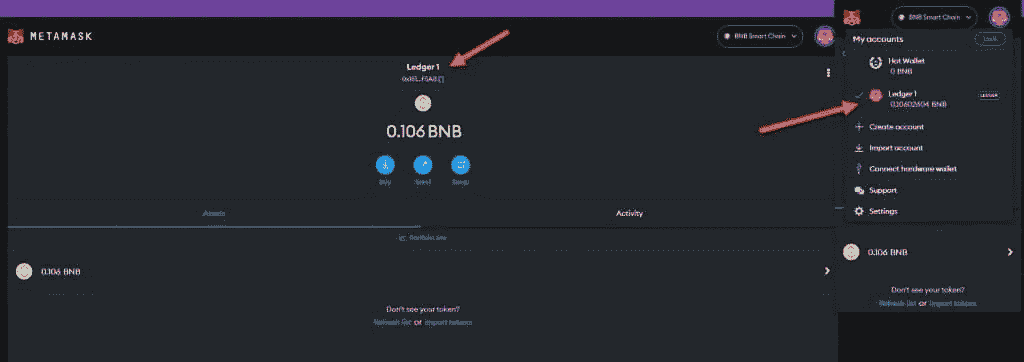 METAMASK
BNB Smart Chain
Ledger 1
0.106 BNB
Buy
Send
Swap
Assets
Activity
Portfolio site
0.106 BNB
Don't see your token?
Refresh list or Import tokens
BNB Smart Chain
My accounts
Lock
Hot Wallet
0 BNB
Ledger 1
0.10602604 BNB
LEDGER
Create account
Import account
Connect hardware wallet
Support
Settings
0.106 BNB
Don't see your token?
Refresh list or Import tokens